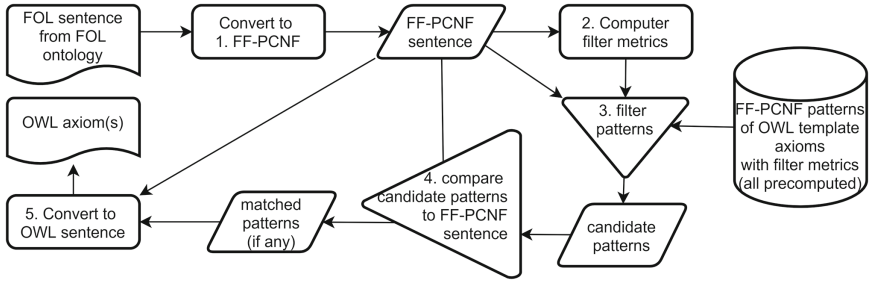 FOL sentence
from FOL
ontology
Convert to
1. FF-PCNF
FF-PCNF
sentence
2. Computer
filter metrics
3. filter
patterns
FF-PCNF patterns
of OWL template
axioms
with filter metrics
(all precomputed)
candidate
patterns
4. compare
candidate patterns
to FF-PCNF
sentence
matched
patterns
(if any)
5. Convert to
OWL sentence
OWL axiom(s)